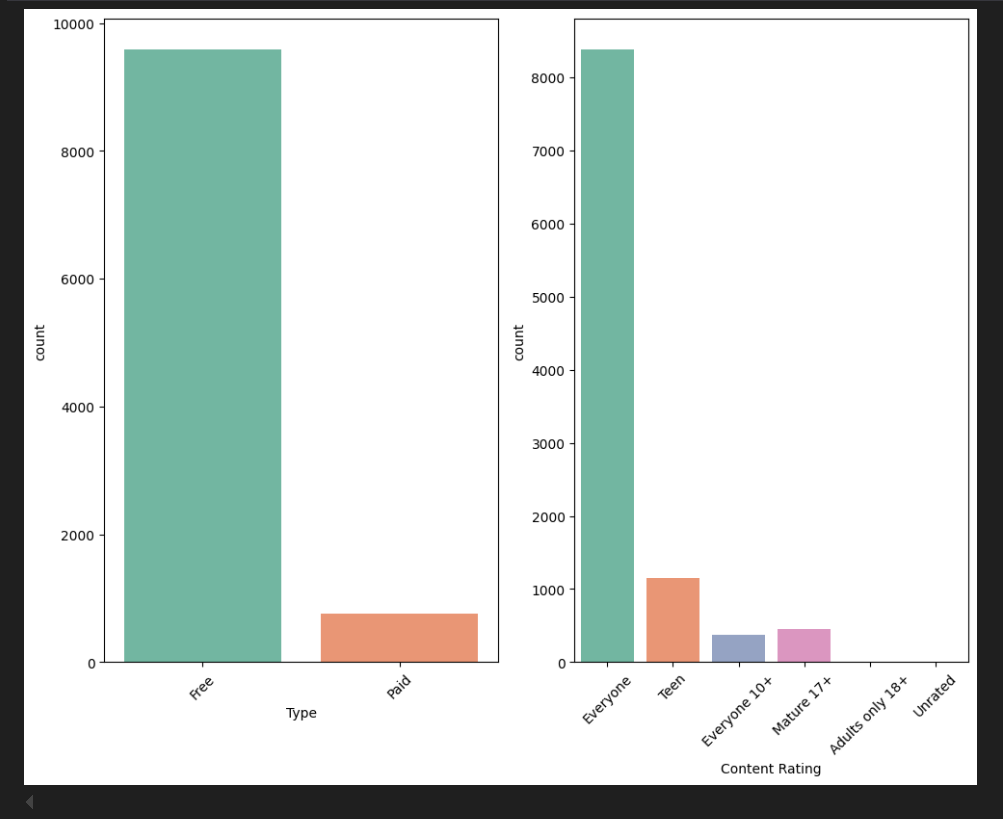 10000
8000
6000
4000
2000
0
count
Free
Paid
Type
8000
7000
6000
5000
4000
3000
2000
1000
0
count
Everyone
Teen
Everyone 10+
Mature 17+
Adults only 18+
Unrated
Content Rating